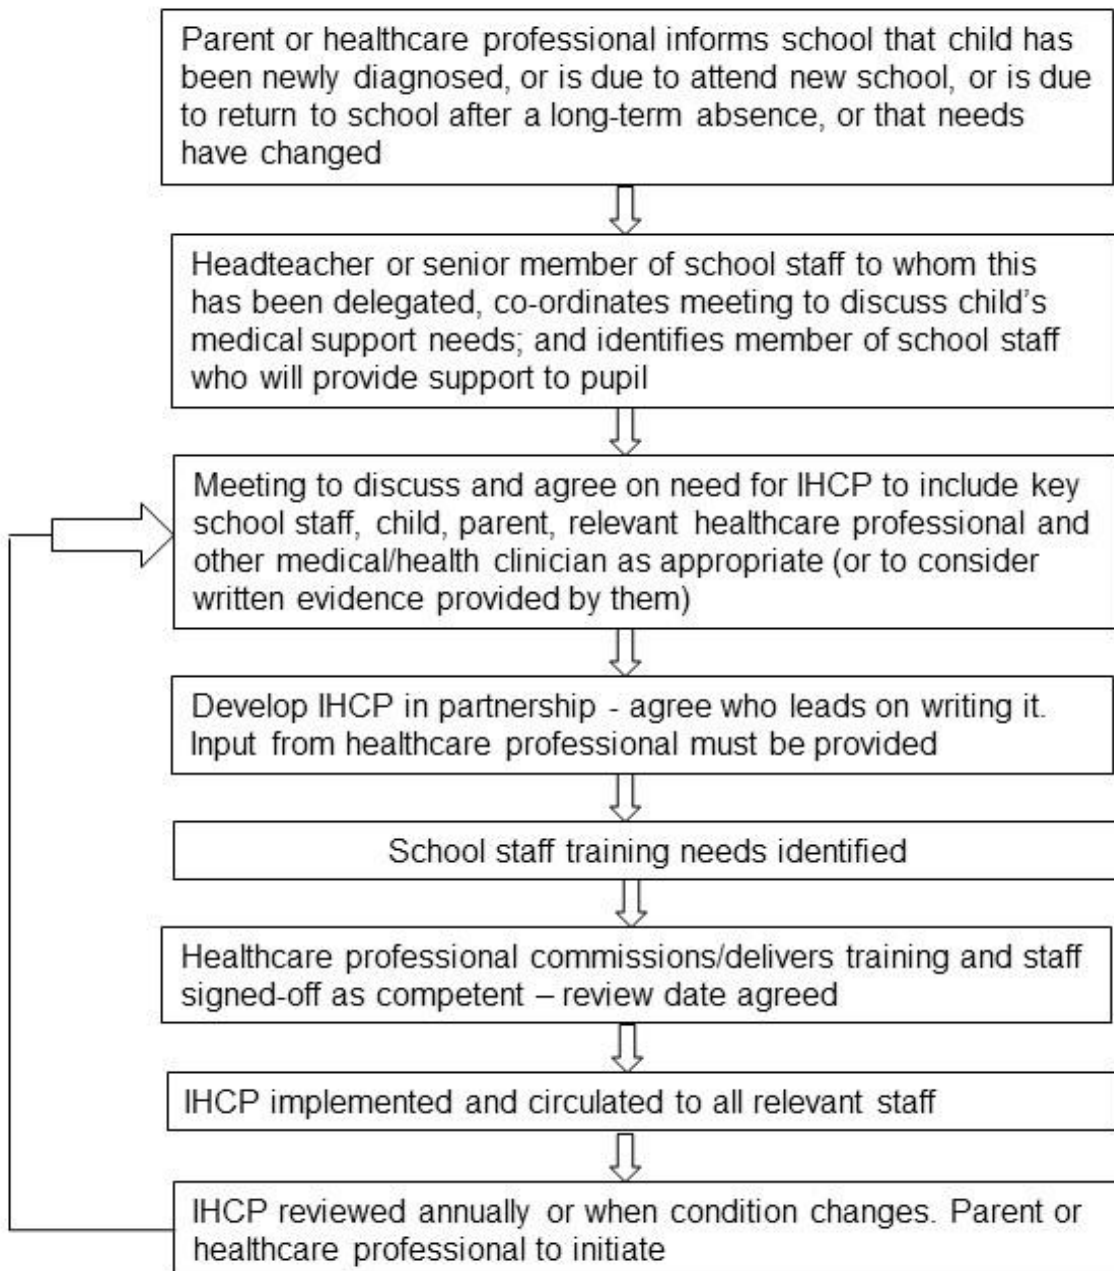 Parent or healthcare professional informs school that child has
been newly diagnosed, or is due to attend new school, or is due
to return to school after a long-term absence, or that needs
have changed
Headteacher or senior member of school staff to whom this
has been delegated, co-ordinates meeting to discuss child's
medical support needs; and identifies member of school staff
who will provide support to pupil
Meeting to discuss and agree on need for IHCP to include key
school staff, child, parent, relevant healthcare professional and
other medical/health clinician as appropriate (or to consider
written evidence provided by them)
Develop IHCP in partnership - agree who leads on writing it.
Input from healthcare professional must be provided
School staff training needs identified
Healthcare professional commissions/delivers training and staff
signed-off as competent – review date agreed
IHCP implemented and circulated to all relevant staff
IHCP reviewed annually or when condition changes. Parent or
healthcare professional to initiate